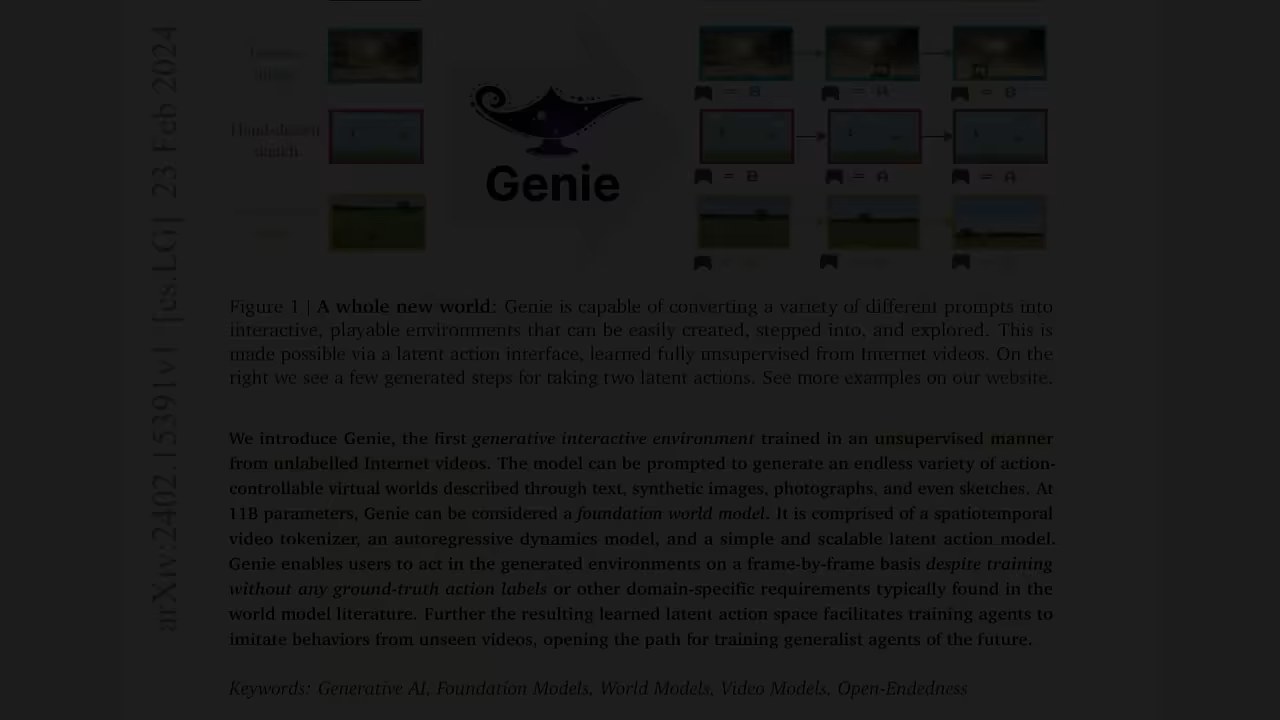 arXiv:2402.15391v1 [cs.LG] 23 Feb 2024
Hand-drawn
sketch
Genie
= B
= B
= A
= A
Figure 1 | A whole new world: Genie is capable of converting a variety of different prompts into
interactive, playable environments that can be easily created, stepped into, and explored. This is
made possible via a latent action interface, learned fully unsupervised from Internet videos. On the
right we see a few generated steps for taking two latent actions. See more examples on our website.
We introduce Genie, the first generative interactive environment trained in an unsupervised manner
from unlabelled Internet videos. The model can be prompted to generate an endless variety of action-
controllable virtual worlds described through text, synthetic images, photographs, and even sketches. At
11B parameters, Genie can be considered a foundation world model. It is comprised of a spatiotemporal
video tokenizer, an autoregressive dynamics model, and a simple and scalable latent action model.
Genie enables users to act in the generated environments on a frame-by-frame basis despite training
without any ground-truth action labels or other domain-specific requirements typically found in the
world model literature. Further the resulting learned latent action space facilitates training agents to
imitate behaviors from unseen videos, opening the path for training generalist agents of the future.
Keywords: Generative AI, Foundation Models, World Models, Video Models, Open-Endedness